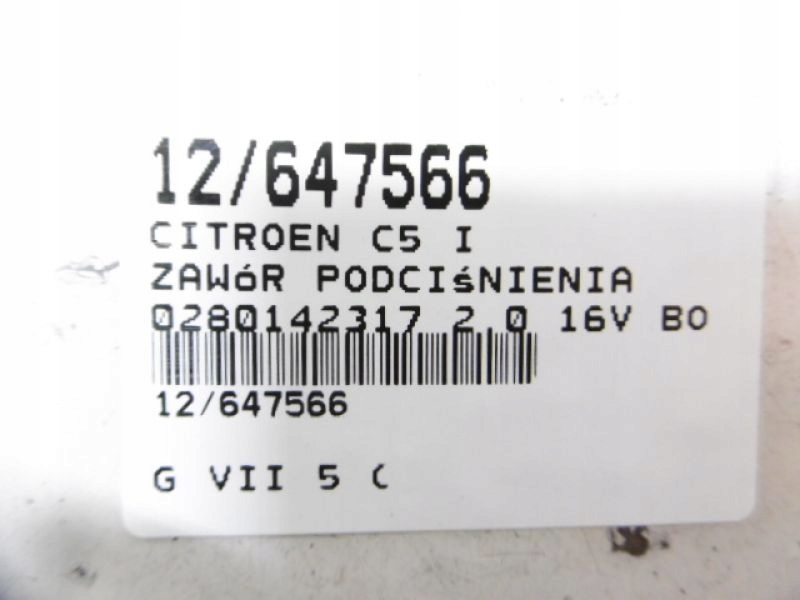 12/647566
CITROEN C5 I
ZAWóR PODCIśNIENIA
0280142317 2.0 16V BO
12/647566
G VII 5 C